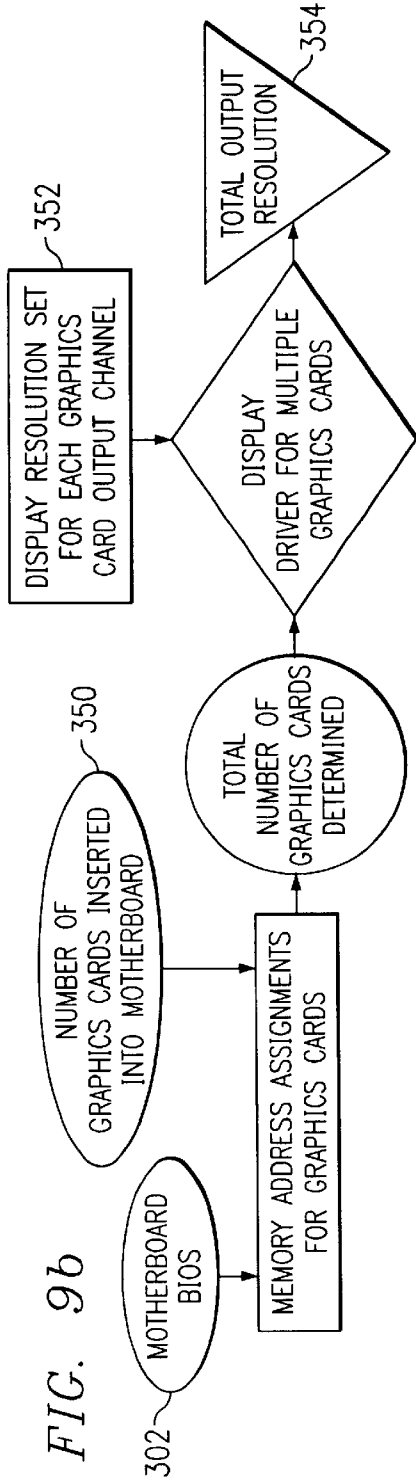 FIG. 9b
302
MOTHERBOARD
BIOS
NUMBER OF
GRAPHICS CARDS INSERTED
INTO MOTHERBOARD
350
MEMORY ADDRESS ASSIGNMENTS
FOR GRAPHICS CARDS
TOTAL
NUMBER OF
GRAPHICS CARDS
DETERMINED
DISPLAY RESOLUTION SET
FOR EACH GRAPHICS
CARD OUTPUT CHANNEL
352
DISPLAY
DRIVER FOR MULTIPLE
GRAPHICS CARDS
TOTAL OUTPUT
RESOLUTION
354